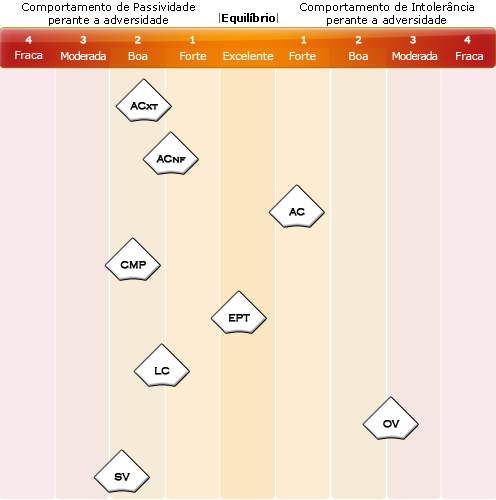 Comportamento de Passividade
perante a adversidade
|Equilíbrio|
Comportamento de Intolerância
perante a adversidade
4 3 2 1 1 2 3 4
Fraca Moderada Boa Forte Excelente Forte Boa Moderada Fraca
ACXT
ACNF
AC
CMP
EPT
LC
OV
SV